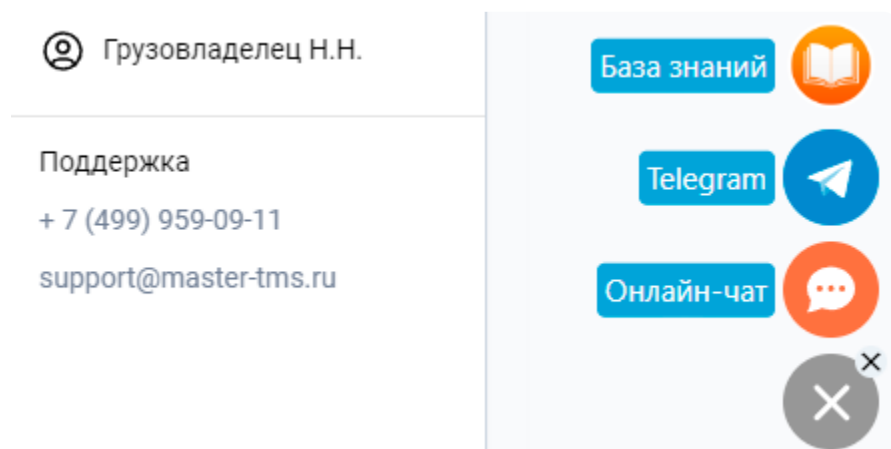 Грузовладелец Н.Н.
Поддержка
+ 7 (499) 959-09-11
support@master-tms.ru
База знаний
Telegram
Онлайн-чат